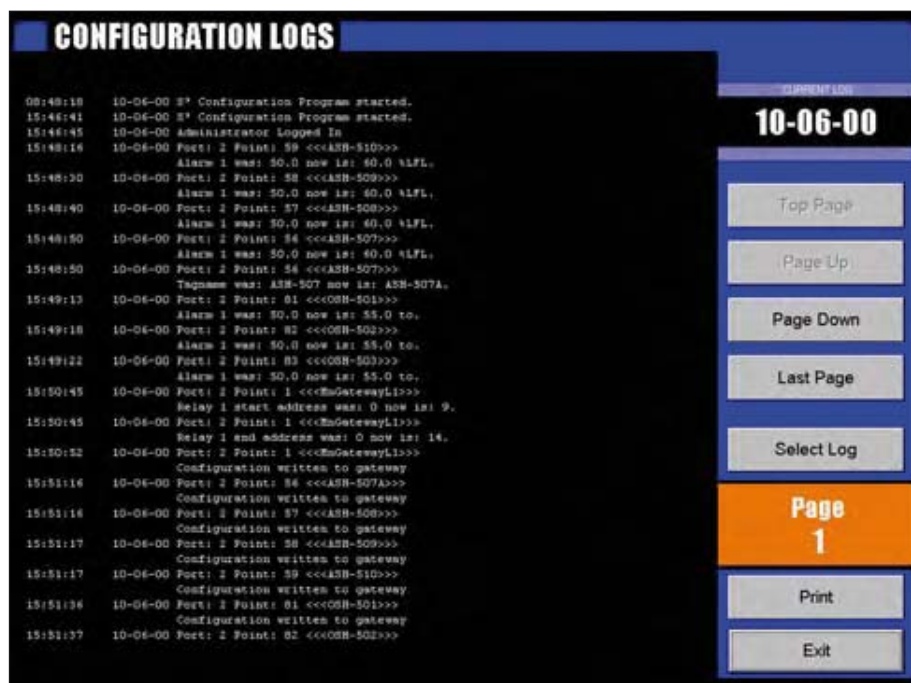 CONFIGURATION LOGS
08:48:18 10-06-00 S³ Configuration Program started.
15:46:41 10-06-00 S³ Configuration Program started.
15:46:45 10-06-00 Administrator Logged In
15:48:16 10-06-00 Port: 2 Point: 59 <<<ASH-510>>>
Alarm 1 was: 50.0 now is: 60.0 %LFL.
15:48:30 10-06-00 Port: 2 Point: 58 <<<ASH-509>>>
Alarm 1 was: 50.0 now is: 60.0 %LFL.
15:48:40 10-06-00 Port: 2 Point: 57 <<<ASH-508>>>
Alarm 1 was: 50.0 now is: 60.0 %LFL.
15:48:50 10-06-00 Port: 2 Point: 56 <<<ASH-507>>>
Alarm 1 was: 50.0 now is: 60.0 %LFL.
15:48:50 10-06-00 Port: 2 Point: 56 <<<ASH-507>>>
Tagname was: ASH-507 now is: ASH-507A.
15:49:13 10-06-00 Port: 2 Point: 81 <<<OSH-501>>>
Alarm 1 was: 50.0 now is: 55.0 to.
15:49:18 10-06-00 Port: 2 Point: 82 <<<OSH-502>>>
Alarm 1 was: 50.0 now is: 55.0 to.
15:49:22 10-06-00 Port: 2 Point: 83 <<<OSH-503>>>
Alarm 1 was: 50.0 now is: 55.0 to.
15:50:45 10-06-00 Port: 2 Point: 1 <<<MnGatewayL1>>>
Relay 1 start address was: 0 now is: 9.
15:50:45 10-06-00 Port: 2 Point: 1 <<<MnGatewayL1>>>
Relay 1 end address was: 0 now is: 14.
15:50:52 10-06-00 Port: 2 Point: 1 <<<MnGatewayL1>>>
Configuration written to gateway
15:51:16 10-06-00 Port: 2 Point: 56 <<<ASH-507A>>>
Configuration written to gateway
15:51:16 10-06-00 Port: 2 Point: 57 <<<ASH-508>>>
Configuration written to gateway
15:51:17 10-06-00 Port: 2 Point: 58 <<<ASH-509>>>
Configuration written to gateway
15:51:17 10-06-00 Port: 2 Point: 59 <<<ASH-510>>>
Configuration written to gateway
15:51:36 10-06-00 Port: 2 Point: 81 <<<OSH-501>>>
Configuration written to gateway
15:51:37 10-06-00 Port: 2 Point: 82 <<<OSH-502>>>
CURRENT LOG
10-06-00
Top Page
Page Up
Page Down
Last Page
Select Log
Page
1
Print
Exit